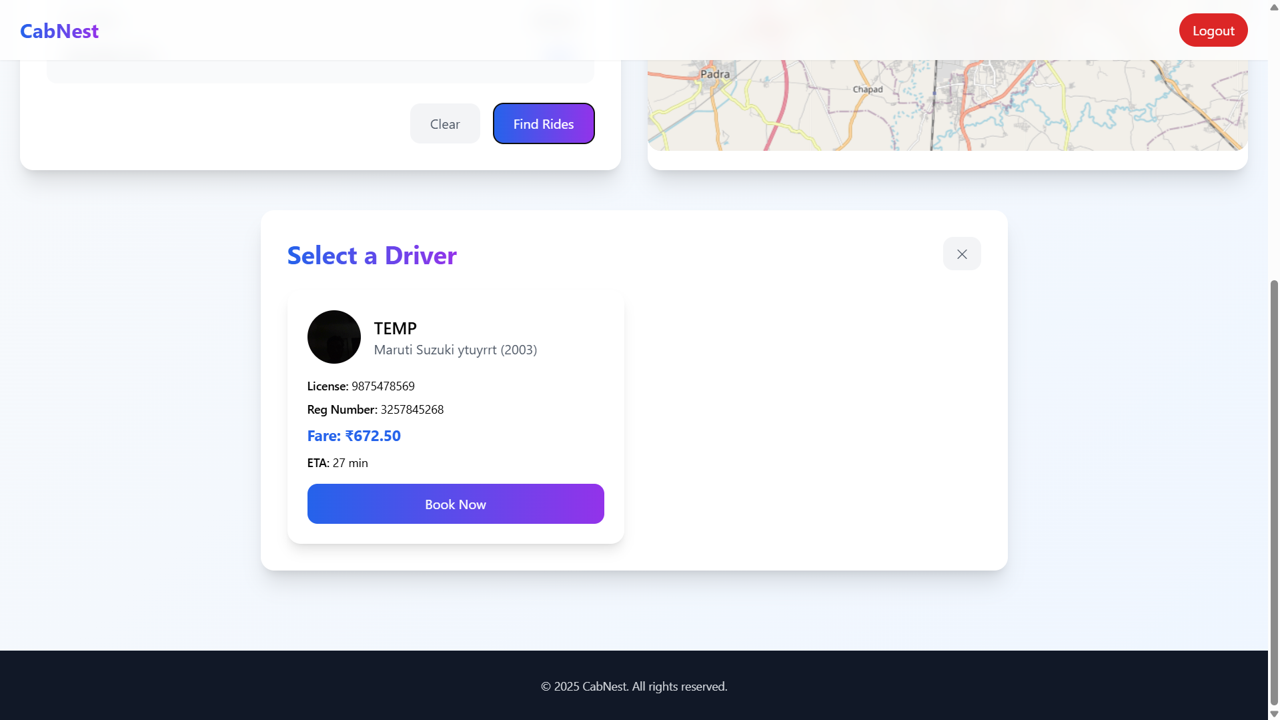 CabNest
Logout
Padra
Chapad
Clear
Find Rides
Select a Driver
TEMP
Maruti Suzuki ytuyrrt (2003)
License: 9875478569
Reg Number: 3257845268
Fare: ₹672.50
ETA: 27 min
Book Now
© 2025 CabNest. All rights reserved.